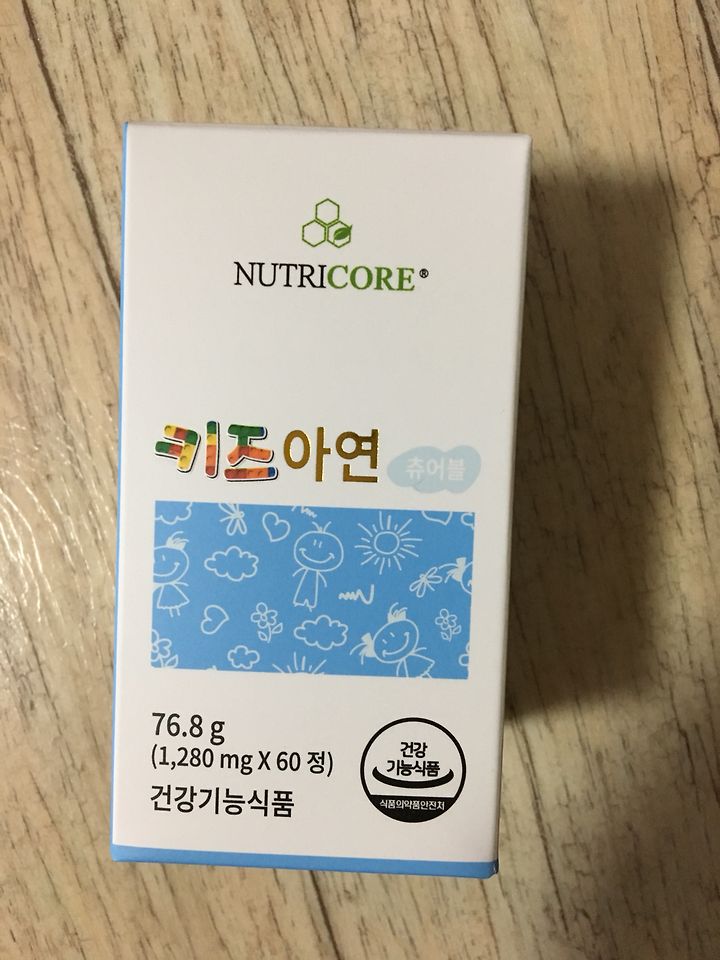 NUTRICORE®
키즈 아연 츄어블
76.8 g
(1,280 mg X 60 정)
건강기능식품
건강
기능식품
식품의약품안전처